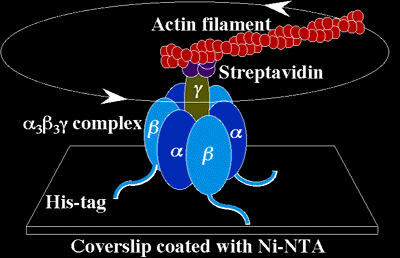 Actin filament
Streptavidin
γ
α₃β₃γ complex
β
α
α
β
His-tag
Coverslip coated with Ni-NTA